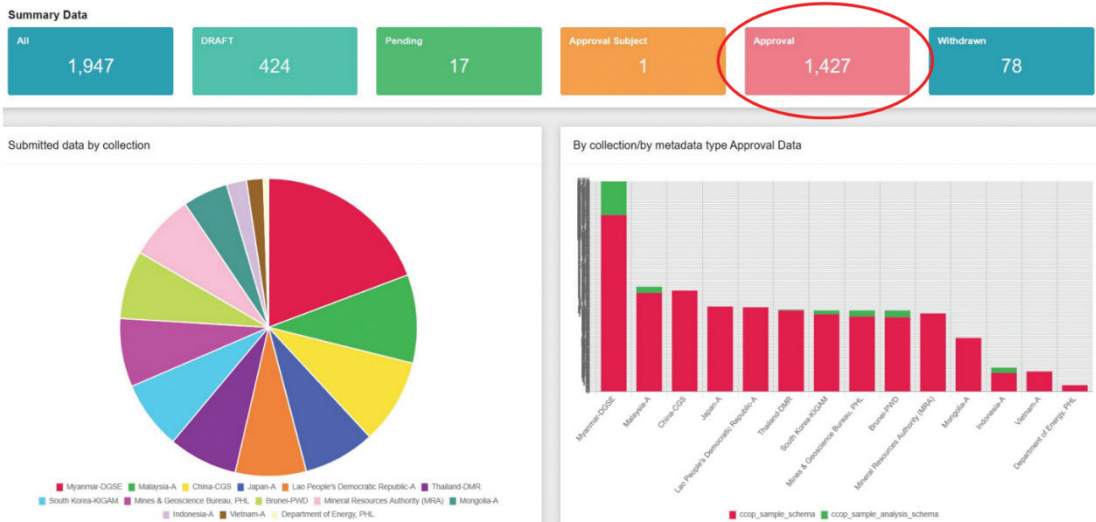 Summary Data
All
1,947
DRAFT
424
Pending
17
Approval Subject
1
Approval
1,427
Withdrawn
78
Submitted data by collection
Myanmar-DGSE Malaysia-A China-CGS Japan-A Lao People's Democratic Republic-A Thailand-DMR
South Korea-KIGAM Mines & Geoscience Bureau, PHL Brunei-PWD Mineral Resources Authority (MRA) Mongolia-A
Indonesia-A Vietnam-A Department of Energy, PHL
By collection/by metadata type Approval Data
Myanmar-DGSE
Malaysia-A
China-CGS
Japan-A
Lao People's Democratic Republic-A
Thailand-DMR
South Korea-KIGAM
Mines & Geoscience Bureau, PHL
Brunei-PWD
Mineral Resources Authority (MRA)
Mongolia-A
Indonesia-A
Vietnam-A
Department of Energy, PHL
ccop_sample_schema ccop_sample_analysis_schema